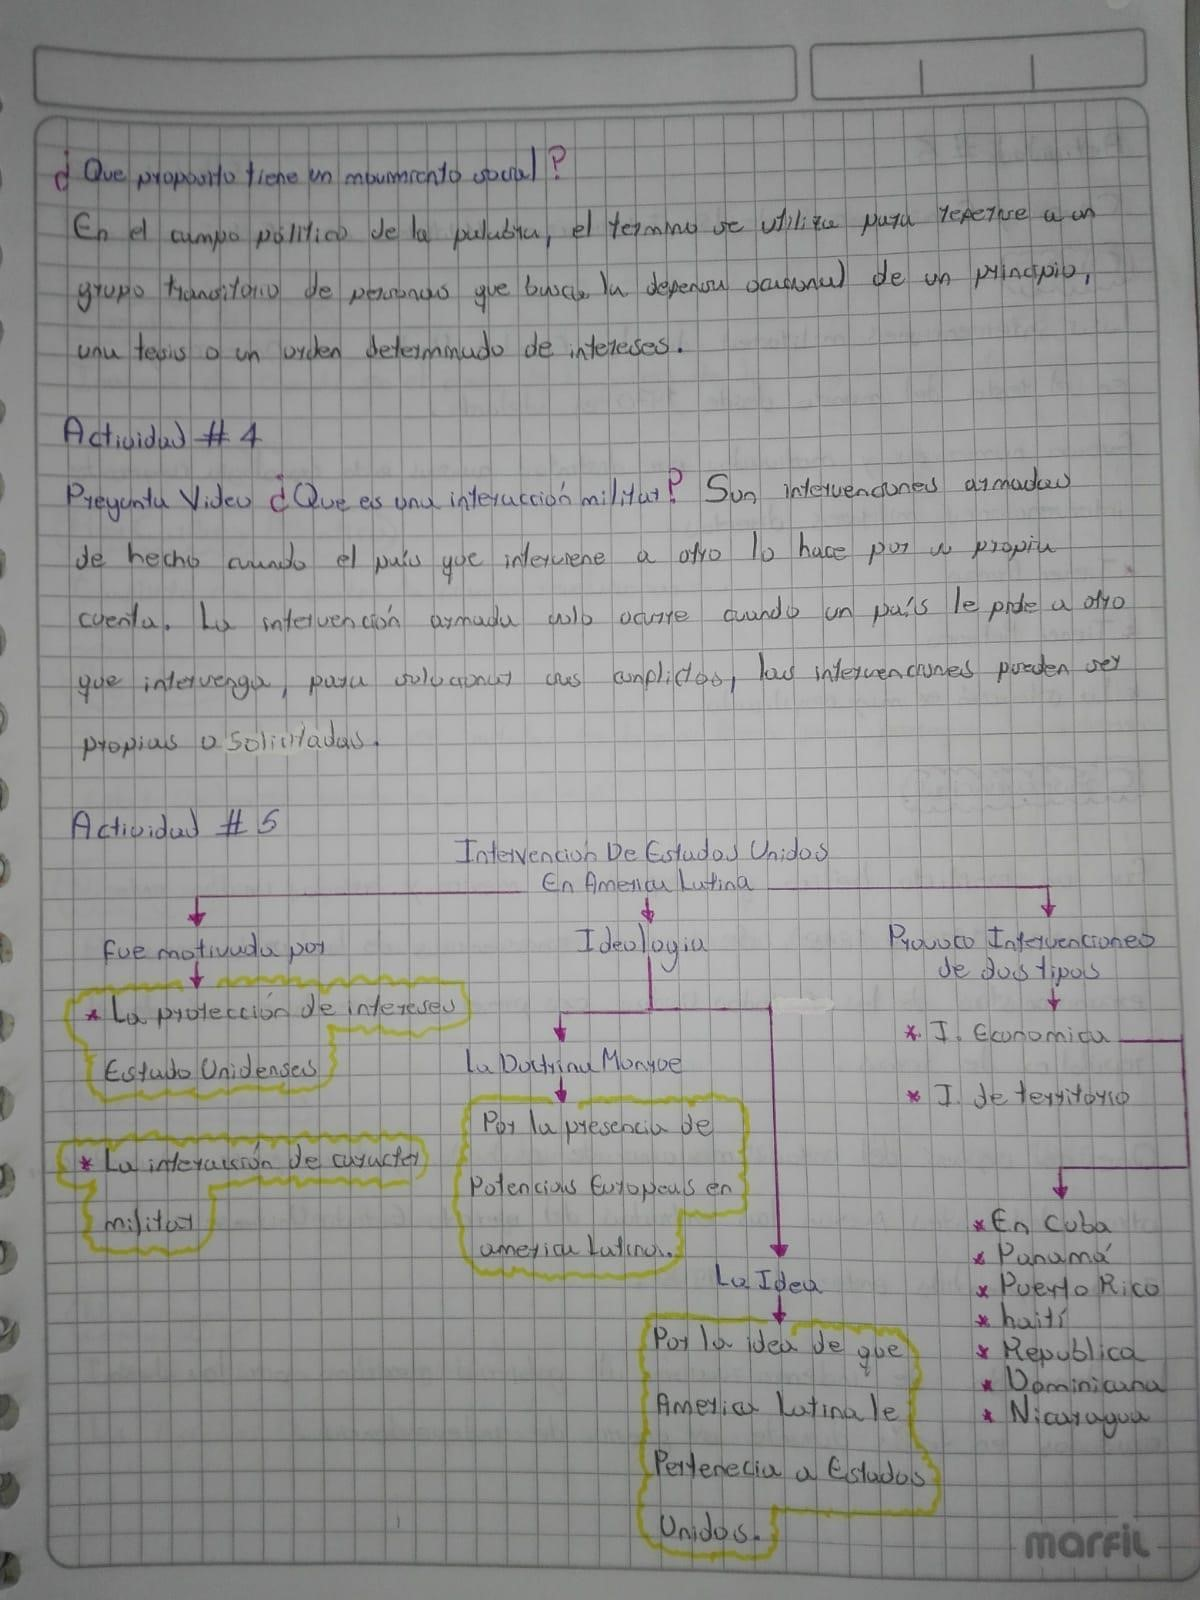 ¿Que proposito tiene un movimiento social?
En el campo pólitico de la palabra, el termino se utiliza para referirse a un
grupo transitorio de personas que busca la defensa ocasional de un principio,
una tesis o un orden determinado de intereses.
Actividad # 4
Pregunta Video ¿Que es una interacción militar? Son intervenciones armadas
de hecho cuando el país que interviene a otro lo hace por su propia
cuenta. La intervención armada solo ocurre cuando un país le pide a otro
que intervenga, para solucionar sus conflictos, las intervenciones pueden ser
propias o Solicitadas.
Actividad # 5
Intervención De Estados Unidos
En America Latina
Fue motivada por
* La protección de intereses
Estado Unidenses
* La interacción de caracter
militar
Ideologia
La Doctrina Monroe
Por la presencia de
Potencias Europeas en
america Latina.
La Idea
Por la idea de que
America Latina le
Pertenecia a Estados
Unidos.
Provoco Intervenciones
de dos tipos
* I. Economica
* I. de territorio
* En Cuba
* Panamá
* Puerto Rico
* haití
* Republica
* Dominicana
* Nicaragua
marfil